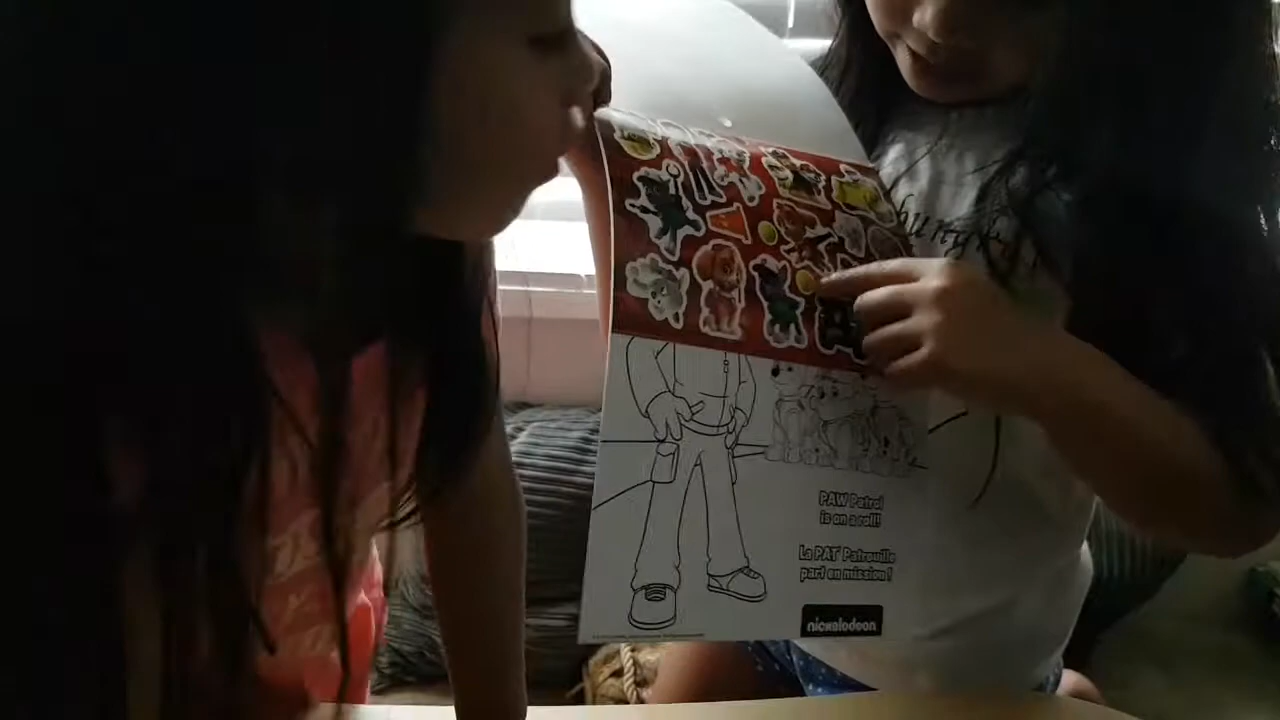 PAW Patrol
is on a roll!
La PAT' Patrouille
part en mission !
nickelodeon